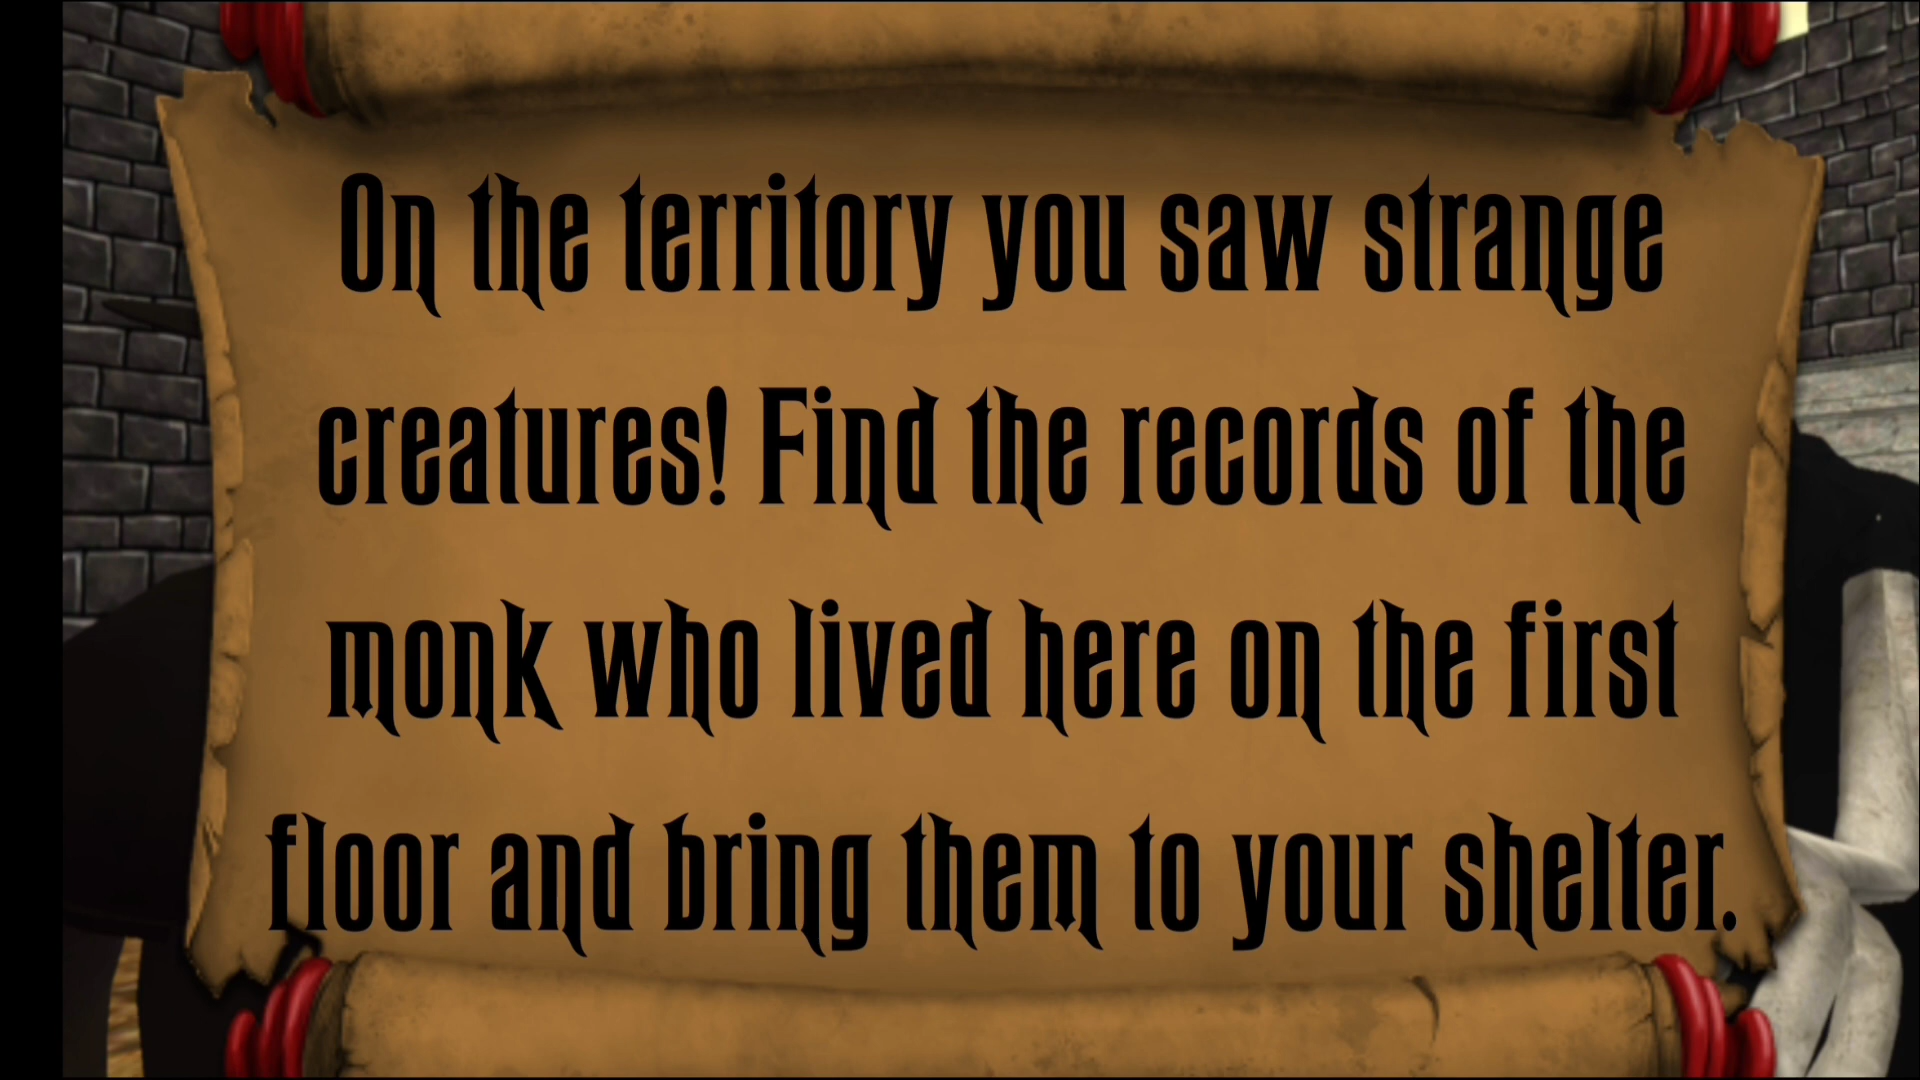 On the territory you saw strange
creatures! Find the records of the
monk who lived here on the first
floor and bring them to your shelter.